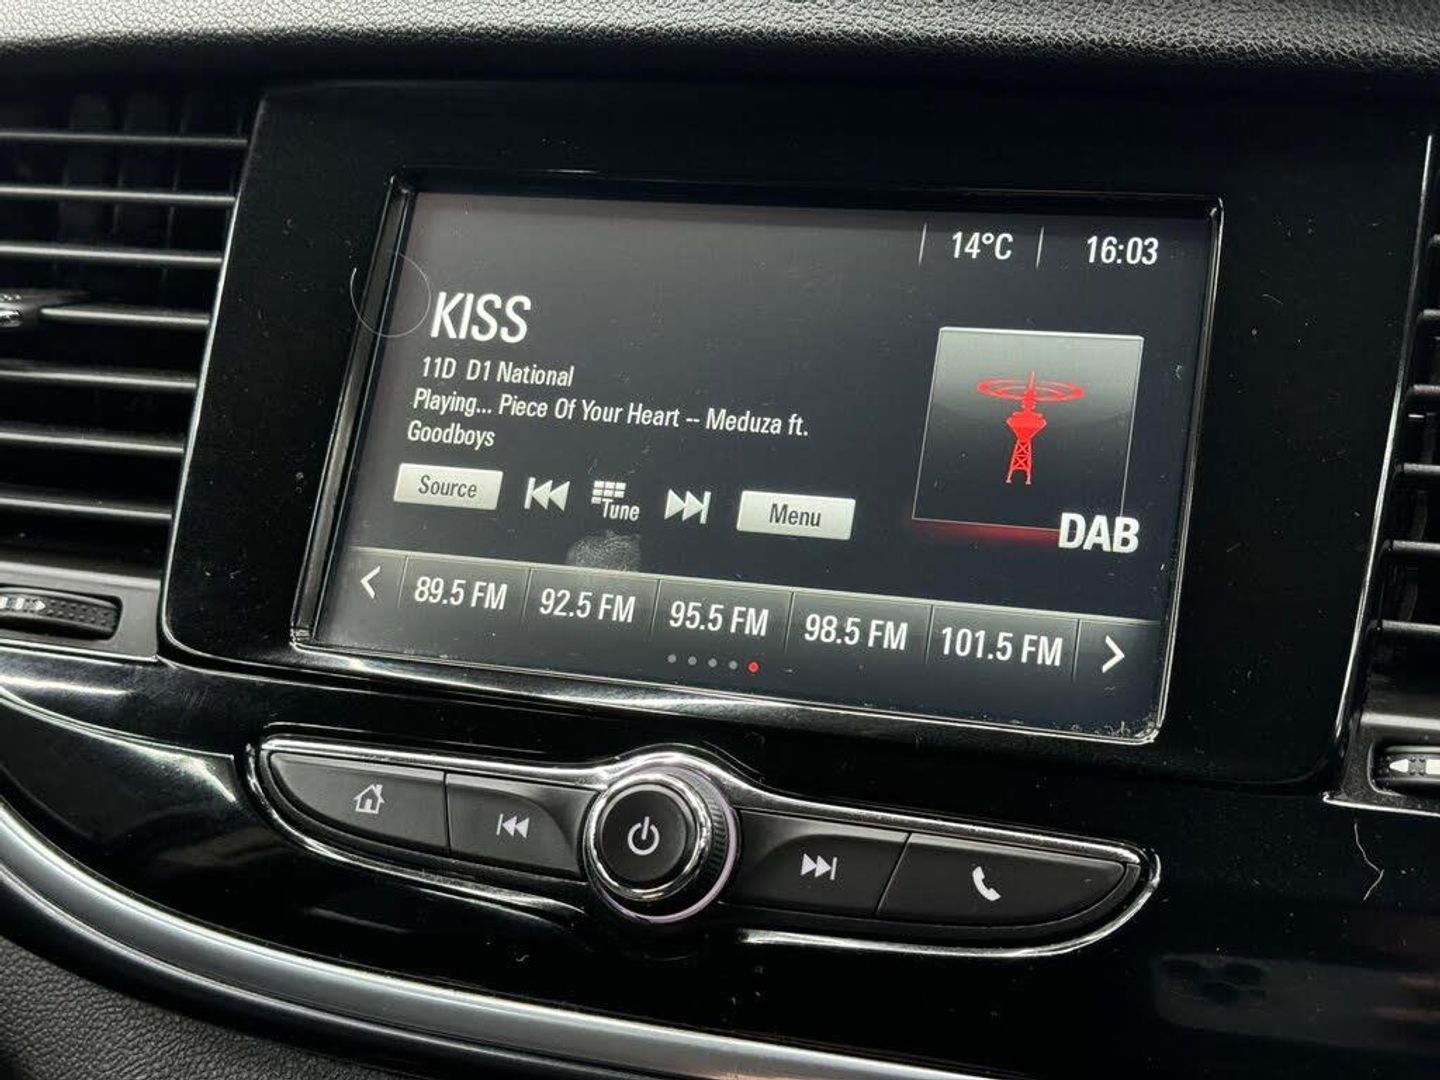 14°C 16:03
KISS
11D D1 National
Playing... Piece Of Your Heart -- Meduza ft.
Goodboys
Source Tune Menu
DAB
89.5 FM 92.5 FM 95.5 FM 98.5 FM 101.5 FM